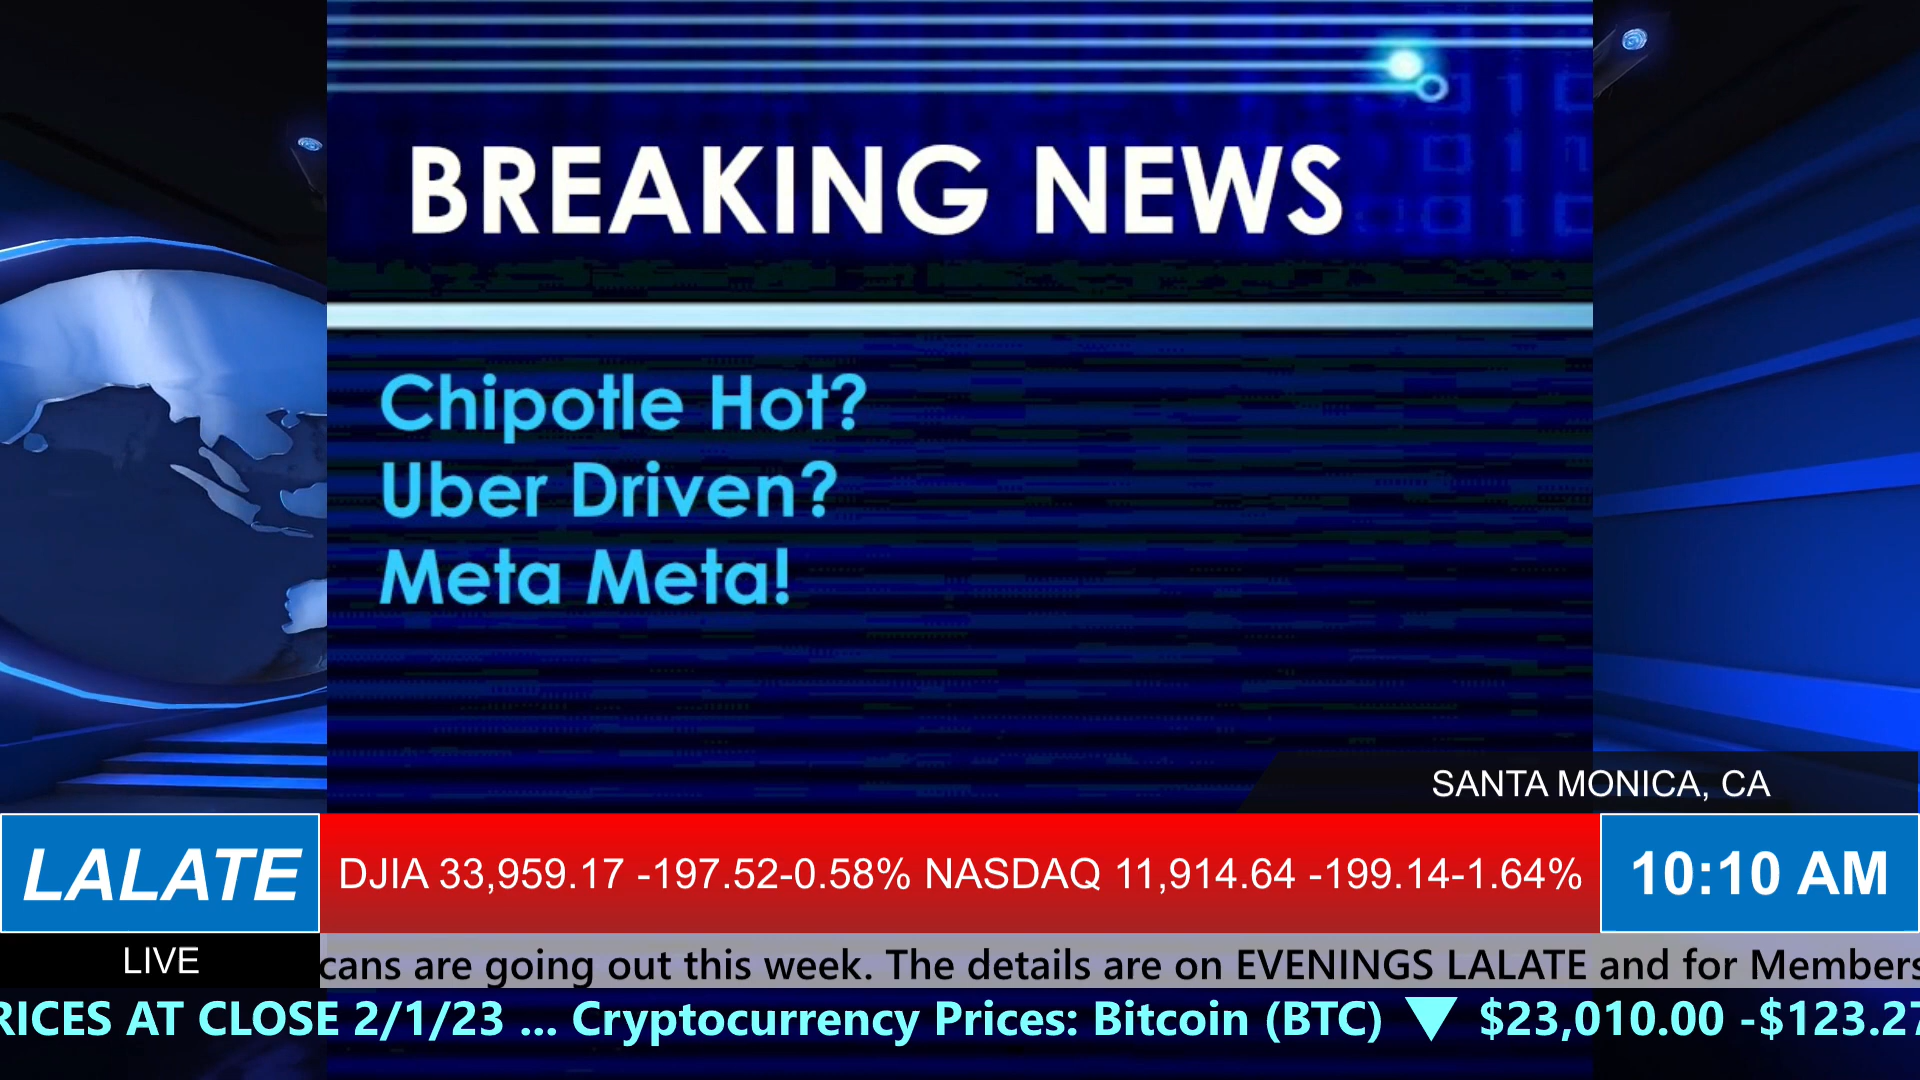 BREAKING NEWS
Chipotle Hot?
Uber Driven?
Meta Meta!
SANTA MONICA, CA
LALATE
DJIA 33,959.17 -197.52-0.58% NASDAQ 11,914.64 -199.14-1.64%
10:10 AM
LIVE
cans are going out this week. The details are on EVENINGS LALATE and for Members
RICES AT CLOSE 2/1/23 ... Cryptocurrency Prices: Bitcoin (BTC) ▼ $23,010.00 -$123.27